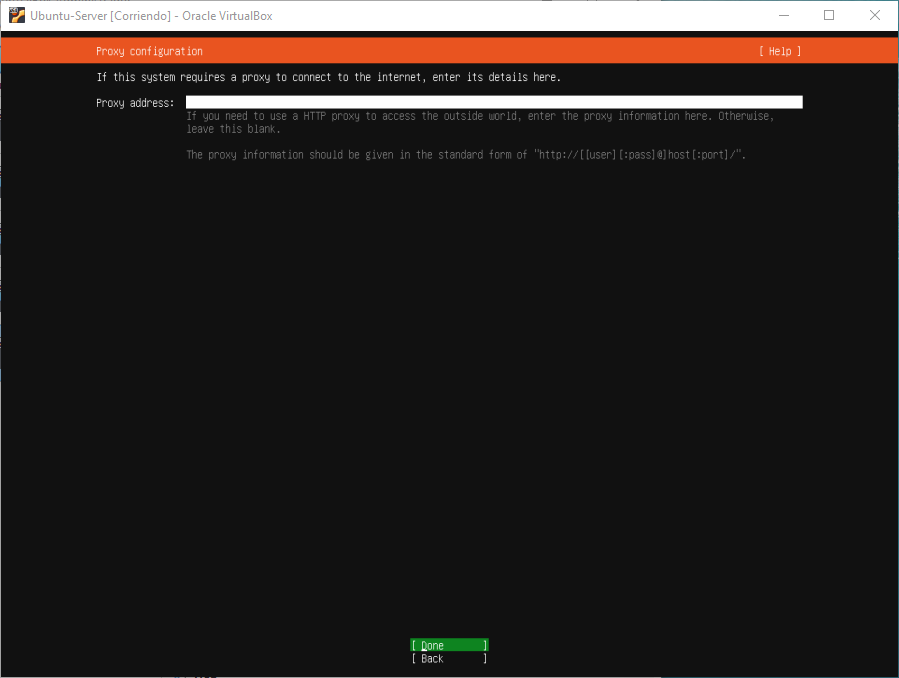 Ubuntu-Server [Corriendo] - Oracle VirtualBox
Proxy configuration [ Help ]
If this system requires a proxy to connect to the internet, enter its details here.
Proxy address:
If you need to use a HTTP proxy to access the outside world, enter the proxy information here. Otherwise,
leave this blank.
The proxy information should be given in the standard form of "http://[[user][:pass]@]host[:port]/".
[ Done ]
[ Back ]